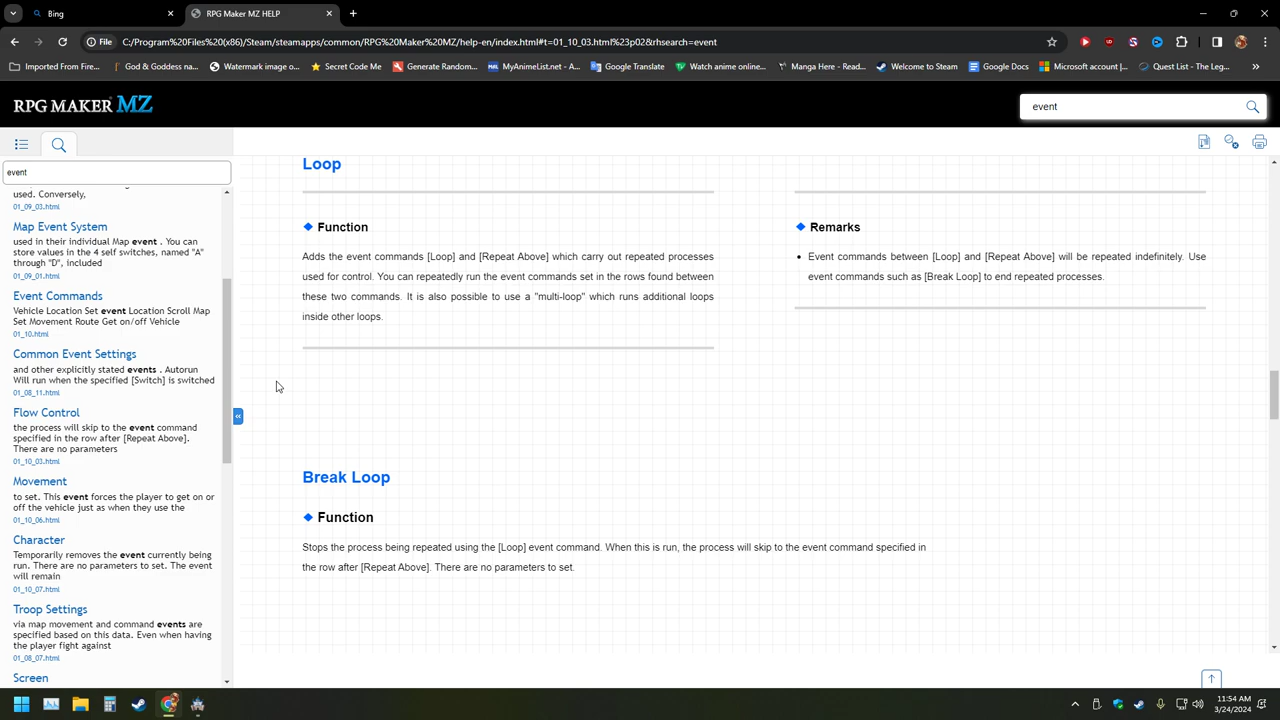 Bing
RPG Maker MZ HELP
File
C:/Program%20Files%20(x86)/Steam/steamapps/common/RPG%20Maker%20MZ/help-en/index.html#t=01_10_03.html%23p02&rhsearch=event
Imported From Fire...
God & Goddess na...
Watermark image o...
Secret Code Me
Generate Random...
MyAnimeList.net - A...
Google Translate
Watch anime online...
Manga Here - Read...
Welcome to Steam
Google Docs
Microsoft account |...
Quest List - The Leg...
RPG MAKER MZ
event
event
used. Conversely,
01_09_03.html
Map Event System
used in their individual Map event . You can
store values in the 4 self switches, named "A"
through "D", included
01_09_01.html
Event Commands
Vehicle Location Set event Location Scroll Map
Set Movement Route Get on/off Vehicle
01_10.html
Common Event Settings
and other explicitly stated events . Autorun
Will run when the specified [Switch] is switched
01_08_11.html
Flow Control
the process will skip to the event command
specified in the row after [Repeat Above].
There are no parameters
01_10_03.html
Movement
to set. This event forces the player to get on or
off the vehicle just as when they use the
01_10_06.html
Character
Temporarily removes the event currently being
run. There are no parameters to set. The event
will remain
01_10_07.html
Troop Settings
via map movement and command events are
specified based on this data. Even when having
the player fight against
01_08_07.html
Screen
Loop
Function
Adds the event commands [Loop] and [Repeat Above] which carry out repeated processes
used for control. You can repeatedly run the event commands set in the rows found between
these two commands. It is also possible to use a "multi-loop" which runs additional loops
inside other loops.
Remarks
Event commands between [Loop] and [Repeat Above] will be repeated indefinitely. Use
event commands such as [Break Loop] to end repeated processes.
Break Loop
Function
Stops the process being repeated using the [Loop] event command. When this is run, the process will skip to the event command specified in
the row after [Repeat Above]. There are no parameters to set.
11:54 AM
3/24/2024